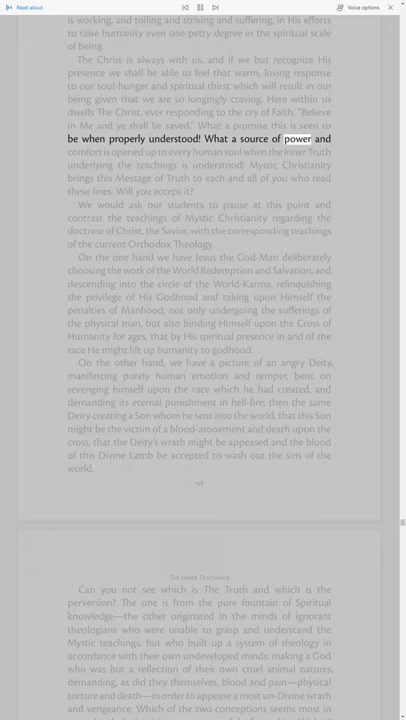 Read aloud
Voice options
is working, and toiling and striving and suffering, in His efforts
to raise humanity even one petty degree in the spiritual scale
of being.
The Christ is always with us, and if we but recognize His
presence we shall be able to feel that warm, loving response
to our soul-hunger and spiritual thirst which will result in our
being given that we are so longingly craving. Here within us
dwells The Christ, ever responding to the cry of Faith, "Believe
in Me and ye shall be saved." What a promise this is seen to
be when properly understood! What a source of power and
comfort is opened up to every human soul when the Inner Truth
underlying the teachings is understood! Mystic Christianity
brings this Message of Truth to each and all of you who read
these lines. Will you accept it?
We would ask our students to pause at this point and
contrast the teachings of Mystic Christianity regarding the
doctrine of Christ, the Savior, with the corresponding teachings
of the current Orthodox Theology.
On the one hand we have Jesus the God-Man deliberately
choosing the work of the World Redemption and Salvation, and
descending into the circle of the World-Karma, relinquishing
the privilege of His Godhood and taking upon Himself the
penalties of Manhood; not only undergoing the sufferings of
the physical man, but also binding Himself upon the Cross of
Humanity for ages, that by His spiritual presence in and of the
race He might lift up humanity to godhood.
On the other hand, we have a picture of an angry Deity,
manifesting purely human emotion and temper, bent on
revenging himself upon the race which he had created, and
demanding its eternal punishment in hell-fire; then the same
Deity creating a Son whom he sent into the world, that this Son
might be the victim of a blood-atonement and death upon the
cross, that the Deity's wrath might be appeased and the blood
of this Divine Lamb be accepted to wash out the sins of the
world.
The Inner Teachings
Can you not see which is The Truth and which is the
perversion? The one is from the pure fountain of Spiritual
knowledge—the other originated in the minds of ignorant
theologians who were unable to grasp and understand the
Mystic teachings, but who built up a system of theology in
accordance with their own undeveloped minds; making a God
who was but a reflection of their own cruel animal natures,
demanding, as did they themselves, blood and pain—physical
torture and death—in order to appease a most un-Divine wrath
and vengeance. Which of the two conceptions seems most in